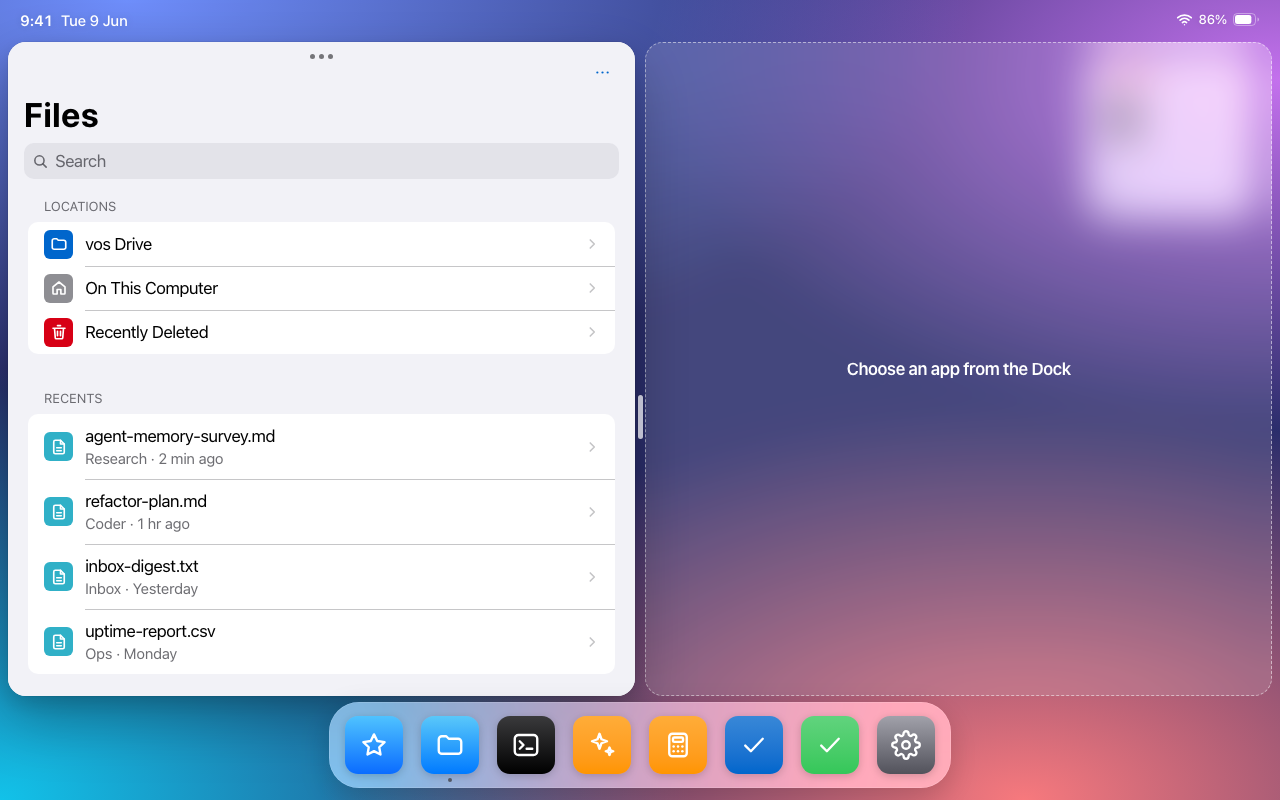 9:41 Tue 9 Jun
86%
Files
Search
LOCATIONS
vos Drive
On This Computer
Recently Deleted
RECENTS
agent-memory-survey.md
Research · 2 min ago
refactor-plan.md
Coder · 1 hr ago
inbox-digest.txt
Inbox · Yesterday
uptime-report.csv
Ops · Monday
Choose an app from the Dock